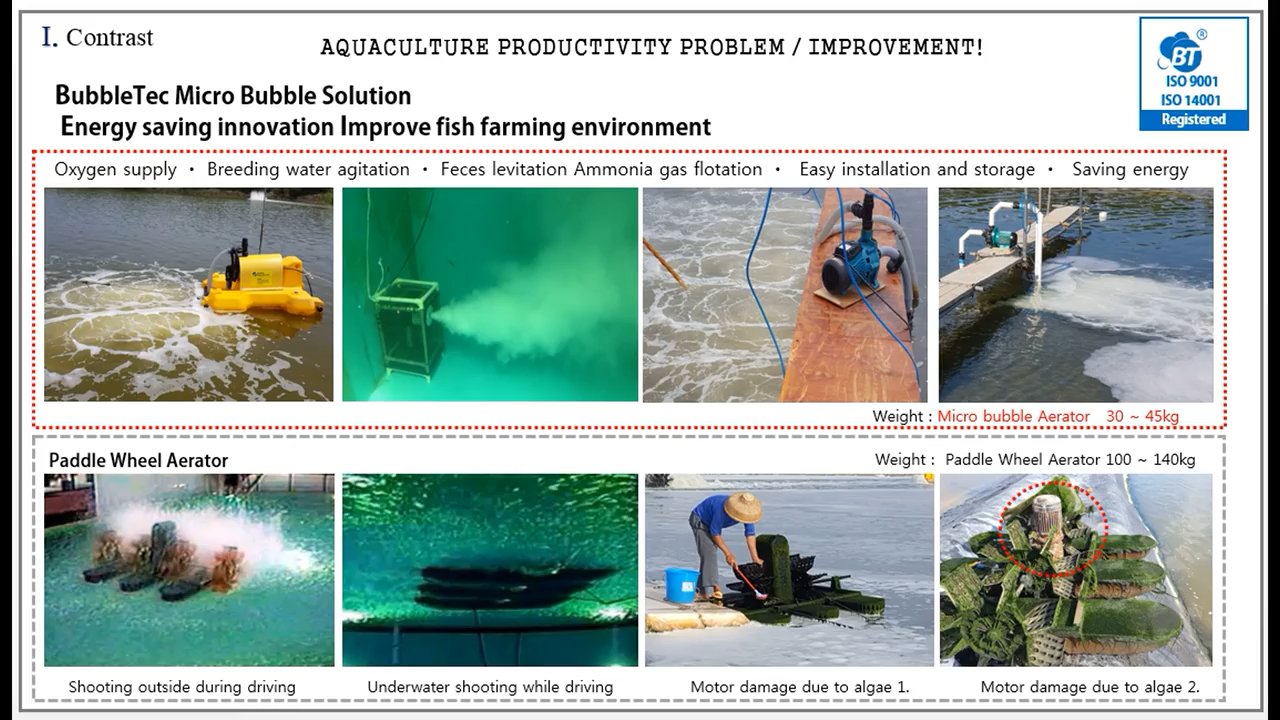 I. Contrast
AQUACULTURE PRODUCTIVITY PROBLEM / IMPROVEMENT!
BT ®
ISO 9001
ISO 14001
Registered
BubbleTec Micro Bubble Solution
Energy saving innovation Improve fish farming environment
Oxygen supply • Breeding water agitation • Feces levitation Ammonia gas flotation • Easy installation and storage • Saving energy
Weight : Micro bubble Aerator 30 ~ 45kg
Paddle Wheel Aerator
Weight : Paddle Wheel Aerator 100 ~ 140kg
Shooting outside during driving
Underwater shooting while driving
Motor damage due to algae 1.
Motor damage due to algae 2.